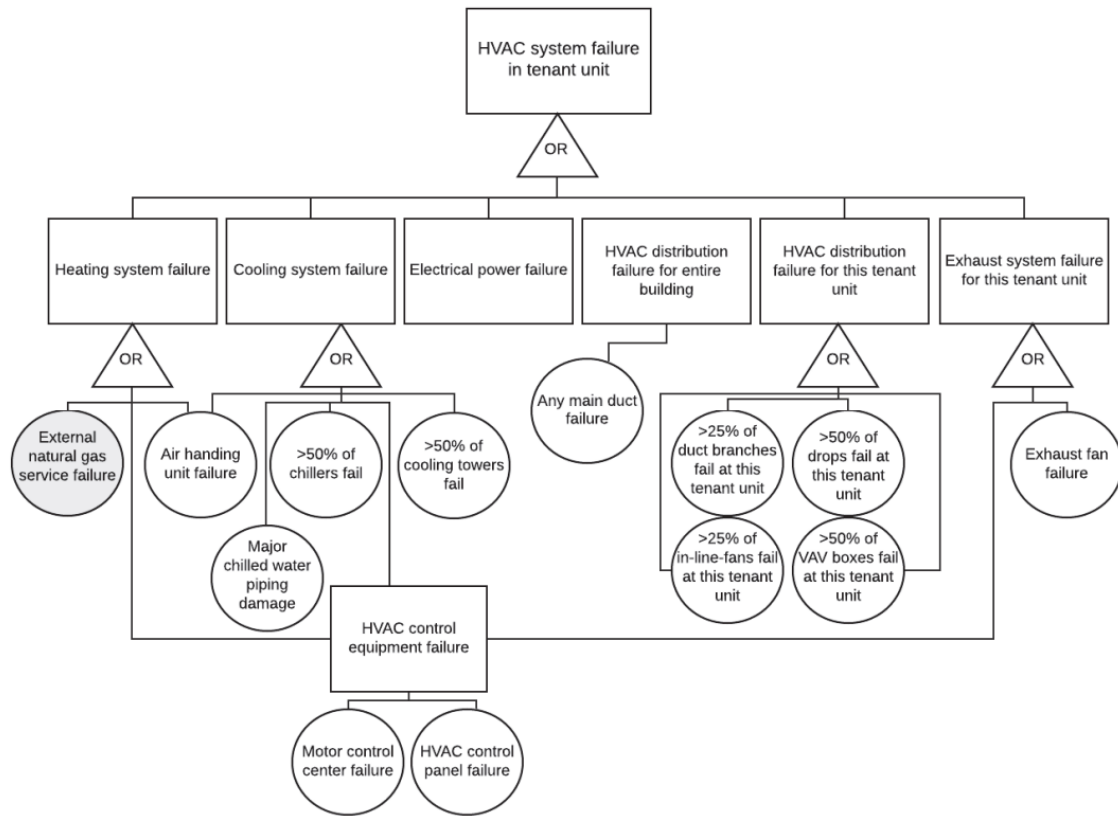 HVAC system failure
in tenant unit
OR
Heating system failure
Cooling system failure
Electrical power failure
HVAC distribution
failure for entire
building
HVAC distribution
failure for this tenant
unit
Exhaust system failure
for this tenant unit
OR
OR
OR
OR
External
natural gas
service failure
Air handing
unit failure
>50% of
chillers fail
>50% of
cooling towers
fail
Any main duct
failure
>25% of
duct branches
fail at this
tenant unit
>50% of
drops fail at
this tenant
unit
Exhaust fan
failure
Major
chilled water
piping
damage
>25% of
in-line-fans fail
at this tenant
unit
>50% of
VAV boxes fail
at this tenant
unit
HVAC control
equipment failure
Motor control
center failure
HVAC control
panel failure